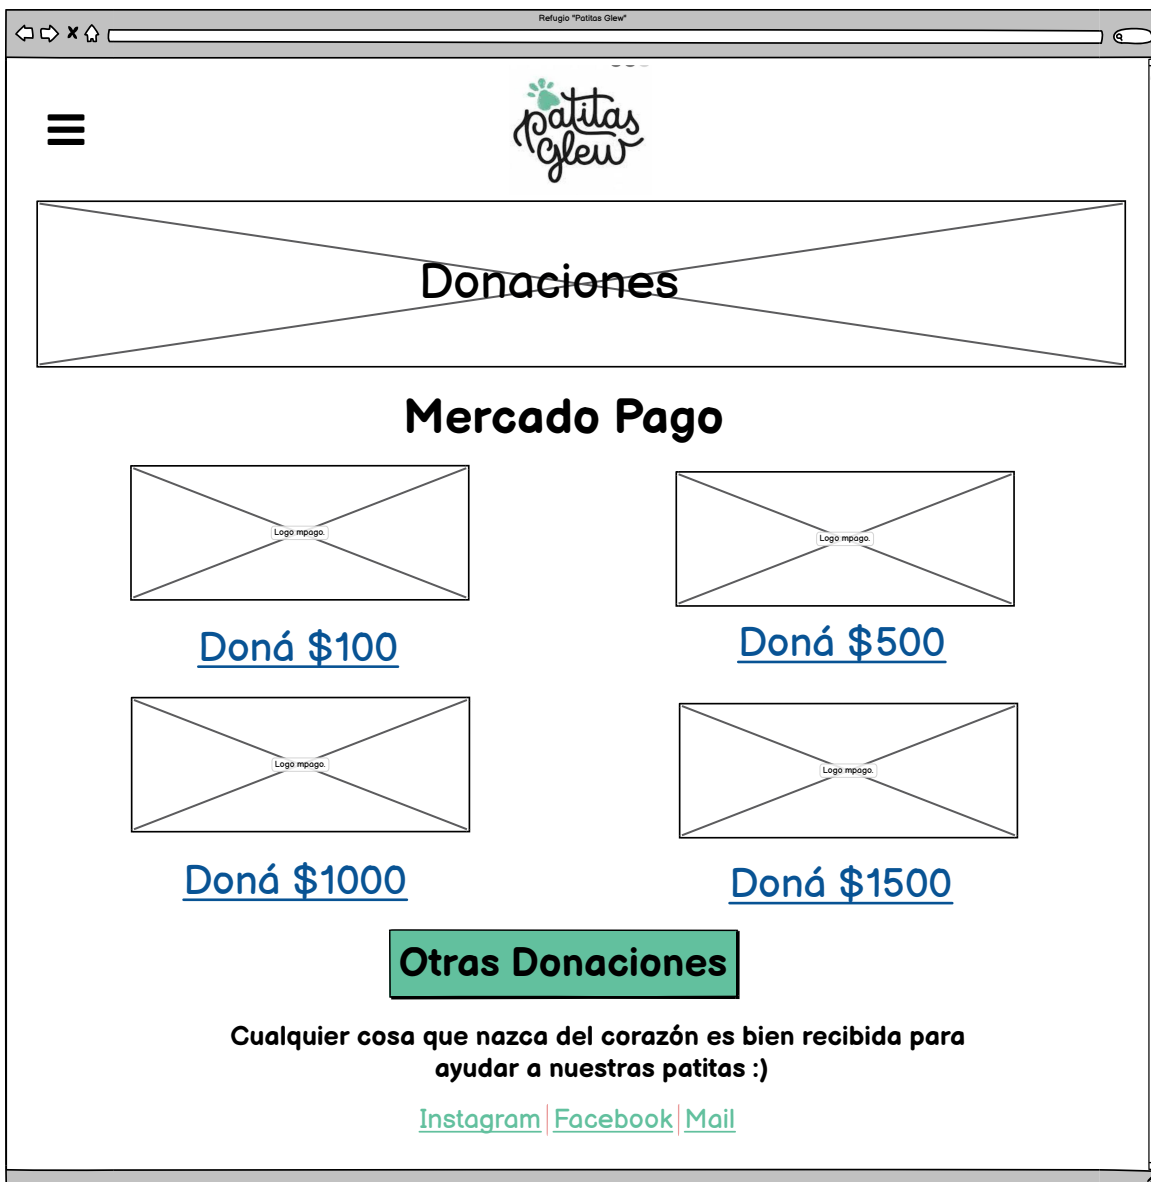 Refugio "Patitas Glew"
patitas
glew
Donaciones
Mercado Pago
Logo mpago.
Logo mpago.
Doná $100
Doná $500
Logo mpago.
Logo mpago.
Doná $1000
Doná $1500
Otras Donaciones
Cualquier cosa que nazca del corazón es bien recibida para
ayudar a nuestras patitas :)
Instagram Facebook Mail